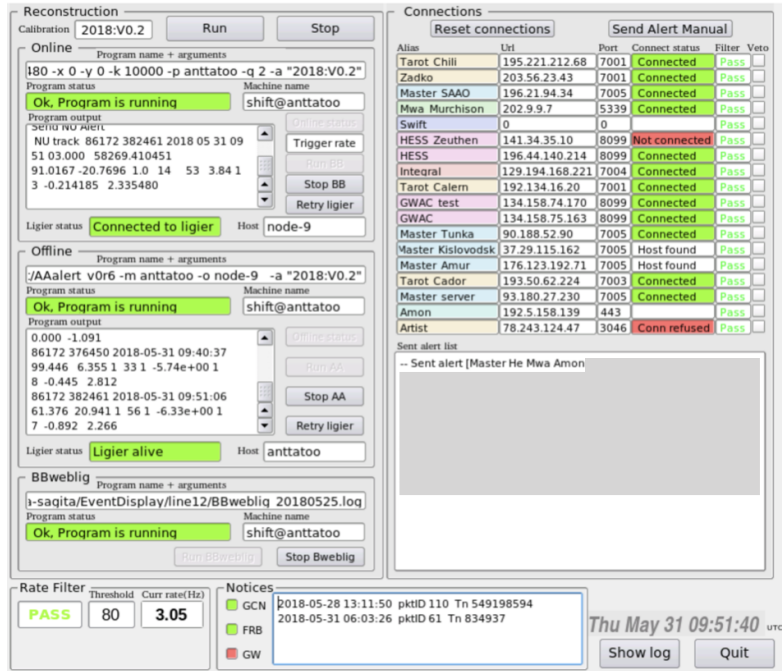 Reconstruction
Calibration 2018:V0.2 Run Stop
Online
Program name + arguments
480 -x 0 -y 0 -k 10000 -p anttatoo -q 2 -a "2018:V0.2"
Program status Machine name
Ok, Program is running shift@anttatoo
Program output
Send NU Alert
NU track 86172 382461 2018 05 31 09
51 03.000 58269.410451
91.0167 -20.7696 1.0 14 53 3.84 1
3 -0.214185 2.335480
Online status
Trigger rate
Run BB
Stop BB
Retry ligier
Ligier status Connected to ligier Host node-9
Offline
Program name + arguments
:/AAalert v0r6 -m anttatoo -o node-9 -a "2018:V0.2"
Program status Machine name
Ok, Program is running shift@anttatoo
Program output
0.000 -1.091
86172 376450 2018-05-31 09:40:37
99.446 6.355 1 33 1 -5.74e+00 1
8 -0.445 2.812
86172 382461 2018-05-31 09:51:06
61.376 20.941 1 56 1 -6.33e+00 1
7 -0.892 2.266
Offline status
Run AA
Stop AA
Retry ligier
Ligier status Ligier alive Host anttatoo
BBweblig
Program name + arguments
a-sagita/EventDisplay/line12/BBweblig 20180525.log
Program status Machine name
Ok, Program is running shift@anttatoo
Run BBweblig Stop Bweblig
Connections
Reset connections Send Alert Manual
Alias Url Port Connect status Filter Veto
Tarot Chili 195.221.212.68 7001 Connected Pass
Zadko 203.56.23.43 7001 Connected Pass
Master SAAO 196.21.94.34 7005 Connected Pass
Mwa Murchison 202.9.9.7 5339 Connected Pass
Swift 0 0 Pass
HESS Zeuthen 141.34.35.10 8099 Not connected Pass
HESS 196.44.140.214 8099 Connected Pass
Integral 129.194.168.221 7004 Connected Pass
Tarot Calern 192.134.16.20 7001 Connected Pass
GWAC test 134.158.74.170 8099 Connected Pass
GWAC 134.158.75.163 8099 Connected Pass
Master Tunka 90.188.52.90 7005 Connected Pass
Master Kislovodsk 37.29.115.162 7005 Host found Pass
Master Amur 176.123.192.71 7005 Host found Pass
Tarot Cador 193.50.62.224 7003 Connected Pass
Master server 93.180.27.230 7005 Connected Pass
Amon 192.5.158.139 443 Pass
Artist 78.243.124.47 3046 Conn refused Pass
Sent alert list
-- Sent alert [Master He Mwa Amon
Rate Filter
Threshold Curr rate(Hz)
PASS 80 3.05
Notices
GCN
FRB
GW
2018-05-28 13:11:50 pktID 110 Tn 549198594
2018-05-31 06:03:26 pktID 61 Tn 834937
Thu May 31 09:51:40 UTC
Show log Quit